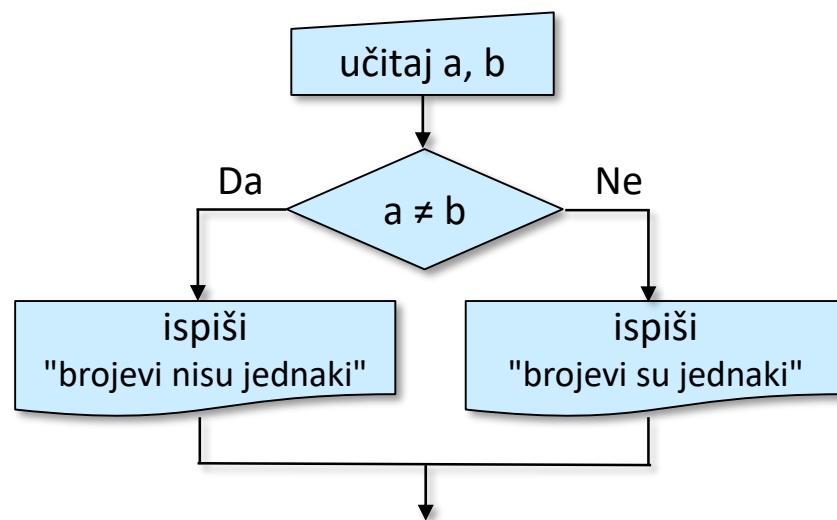 učitaj a, b
Da
Ne
a ≠ b
ispiši
"brojevi nisu jednaki"
ispiši
"brojevi su jednaki"